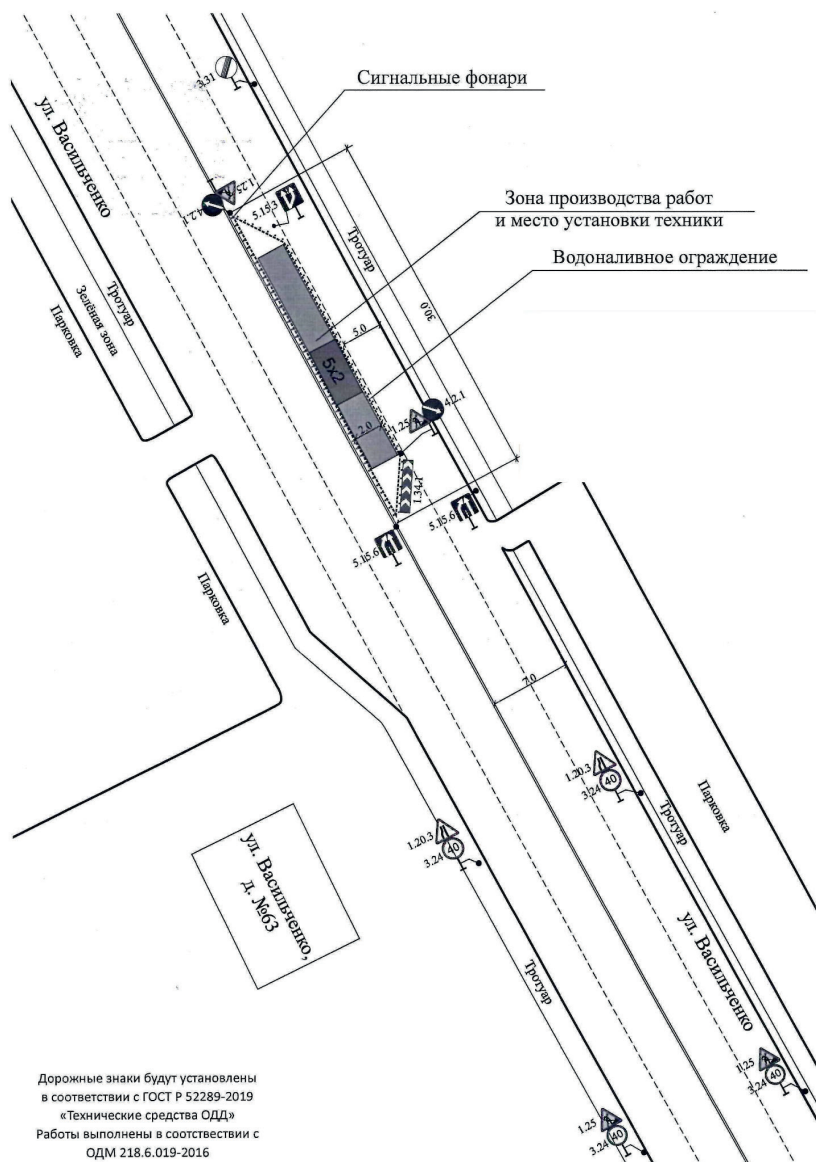 3.31
Сигнальные фонари
ул. Васильченко
1.25
4.2.1
5.15.3
Зона производства работ
и место установки техники
Водоналивное ограждение
Тротуар
30.0
5.0
Тротуар
Зелёная зона
Парковка
5х2
2.0
1.25
4.2.1
1.34.1
5.15.6
5.15.6
Парковка
7.0
1.20.3
3.24
40
Тротуар
Парковка
1.20.3
3.24
40
ул. Васильченко,
д. №63
ул. Васильченко
Тротуар
1.25
3.24
40
1.25
3.24
40
Дорожные знаки будут установлены
в соответствии с ГОСТ Р 52289-2019
«Технические средства ОДД»
Работы выполнены в соотствествии с
ОДМ 218.6.019-2016